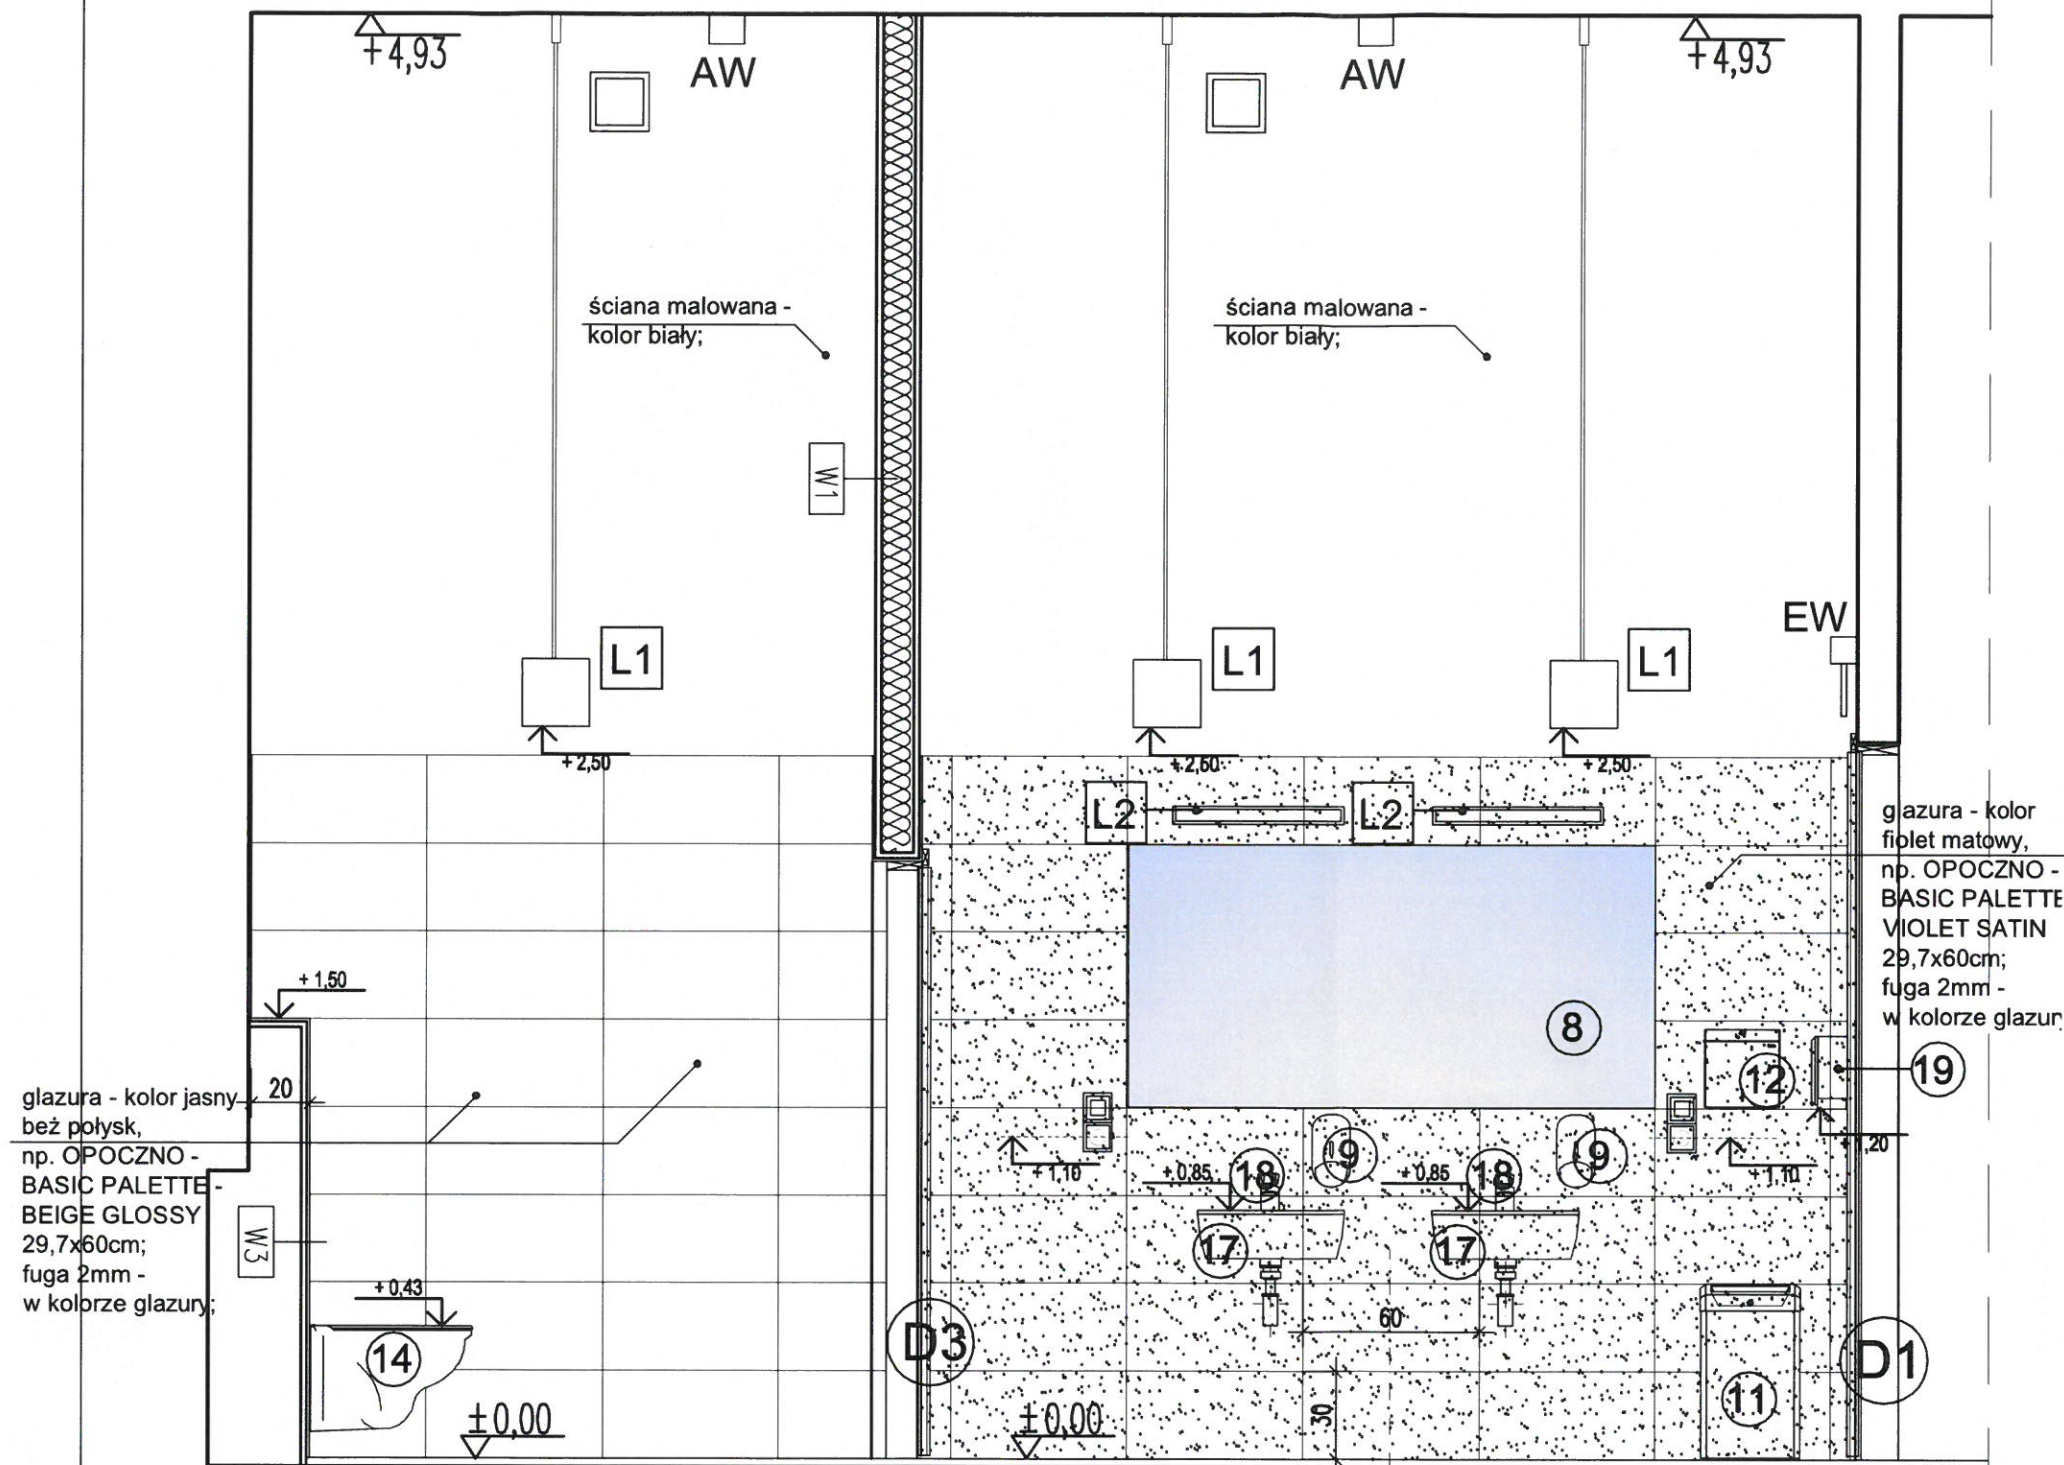 +4,93
AW
AW
+4,93
ściana malowana -
kolor biały;
ściana malowana -
kolor biały;
W1
EW
L1
L1
L1
+2,50
+2,50
+2,50
L2
L2
glazura - kolor
fiolet matowy,
np. OPOCZNO -
BASIC PALETTE
VIOLET SATIN
29,7x60cm;
fuga 2mm -
w kolorze glazur
+1,50
8
12
19
20
glazura - kolor jasny
beż połysk,
np. OPOCZNO -
BASIC PALETTE -
BEIGE GLOSSY
29,7x60cm;
fuga 2mm -
w kolorze glazury;
9
9
,20
+1,10
+0,85
18
+0,85
18
+1,10
17
17
W3
+0,43
60
D3
14
D1
11
30
±0,00
±0,00